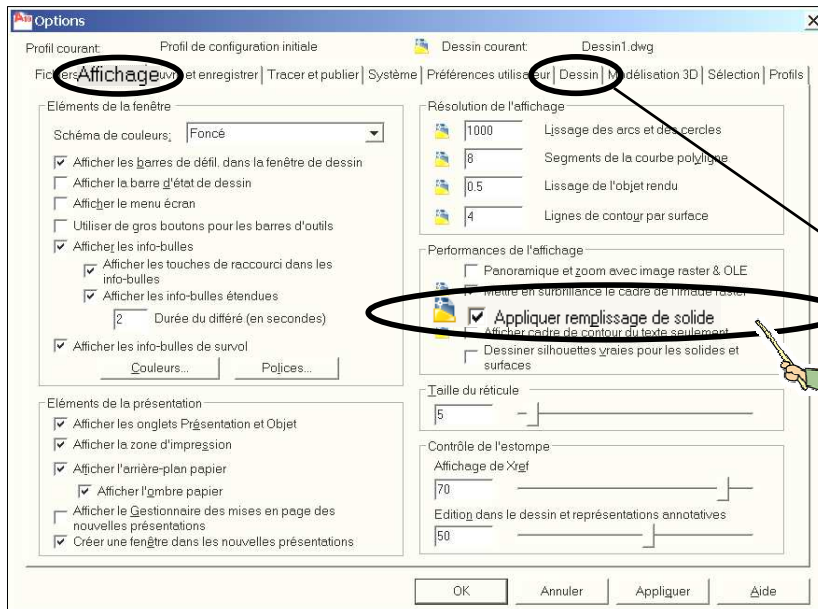 Options
Profil courant: Profil de configuration initiale Dessin courant: Dessin1.dwg
Affichage et enregistrer Tracer et publier Système Préférences utilisateur Dessin Modélisation 3D Sélection Profils
Eléments de la fenêtre
Schéma de couleurs: Foncé
Afficher les barres de défil. dans la fenêtre de dessin
Afficher la barre d'état de dessin
Afficher le menu écran
Utiliser de gros boutons pour les barres d'outils
Afficher les info-bulles
Afficher les touches de raccourci dans les
info-bulles
Afficher les info-bulles étendues
2 Durée du différé (en secondes)
Afficher les info-bulles de survol
Couleurs... Polices...
Eléments de la présentation
Afficher les onglets Présentation et Objet
Afficher la zone d'impression
Afficher l'arrière-plan papier
Afficher l'ombre papier
Afficher le Gestionnaire des mises en page des
nouvelles présentations
Créer une fenêtre dans les nouvelles présentations
Résolution de l'affichage
1000 Lissage des arcs et des cercles
8 Segments de la courbe polyligne
0.5 Lissage de l'objet rendu
4 Lignes de contour par surface
Performances de l'affichage
Panoramique et zoom avec image raster & OLE
Mettre en surbrillance le cadre de l'image raster
Appliquer remplissage de solide
Afficher cadre de contour du texte seulement
Dessiner silhouettes vraies pour les solides et
surfaces
Taille du réticule
5
Contrôle de l'estompe
Affichage de Xref
70
Edition dans le dessin et représentations annotatives
50
OK Annuler Appliquer Aide